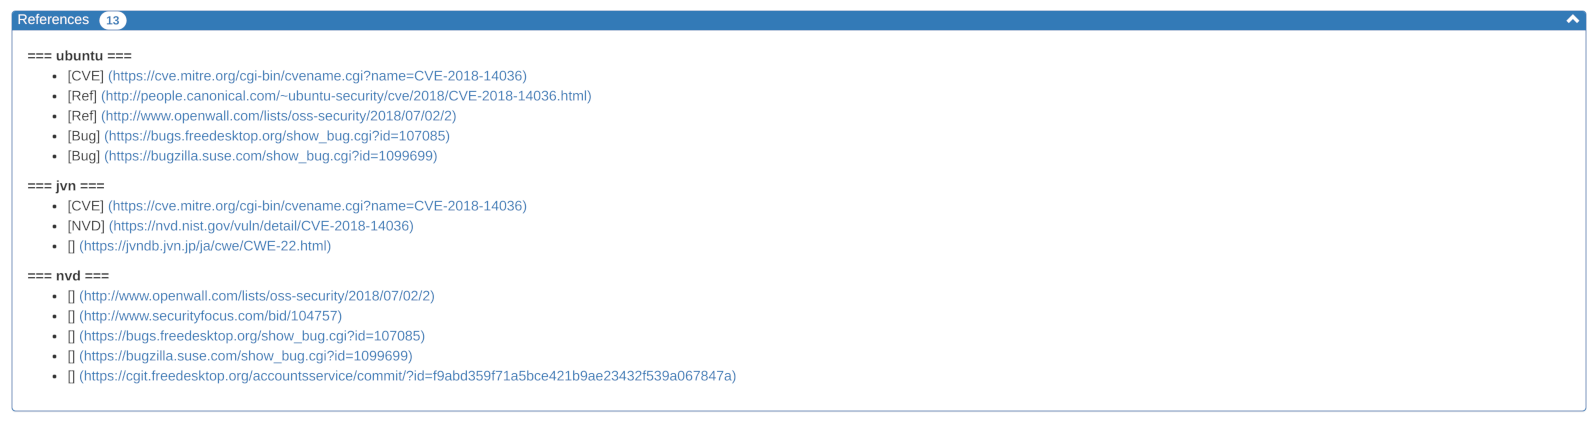 References 13
=== ubuntu ===
• [CVE] (https://cve.mitre.org/cgi-bin/cvename.cgi?name=CVE-2018-14036)
• [Ref] (http://people.canonical.com/~ubuntu-security/cve/2018/CVE-2018-14036.html)
• [Ref] (http://www.openwall.com/lists/oss-security/2018/07/02/2)
• [Bug] (https://bugs.freedesktop.org/show_bug.cgi?id=107085)
• [Bug] (https://bugzilla.suse.com/show_bug.cgi?id=1099699)
=== jvn ===
• [CVE] (https://cve.mitre.org/cgi-bin/cvename.cgi?name=CVE-2018-14036)
• [NVD] (https://nvd.nist.gov/vuln/detail/CVE-2018-14036)
• [] (https://jvndb.jvn.jp/ja/cwe/CWE-22.html)
=== nvd ===
• [] (http://www.openwall.com/lists/oss-security/2018/07/02/2)
• [] (http://www.securityfocus.com/bid/104757)
• [] (https://bugs.freedesktop.org/show_bug.cgi?id=107085)
• [] (https://bugzilla.suse.com/show_bug.cgi?id=1099699)
• [] (https://cgit.freedesktop.org/accountsservice/commit/?id=f9abd359f71a5bce421b9ae23432f539a067847a)